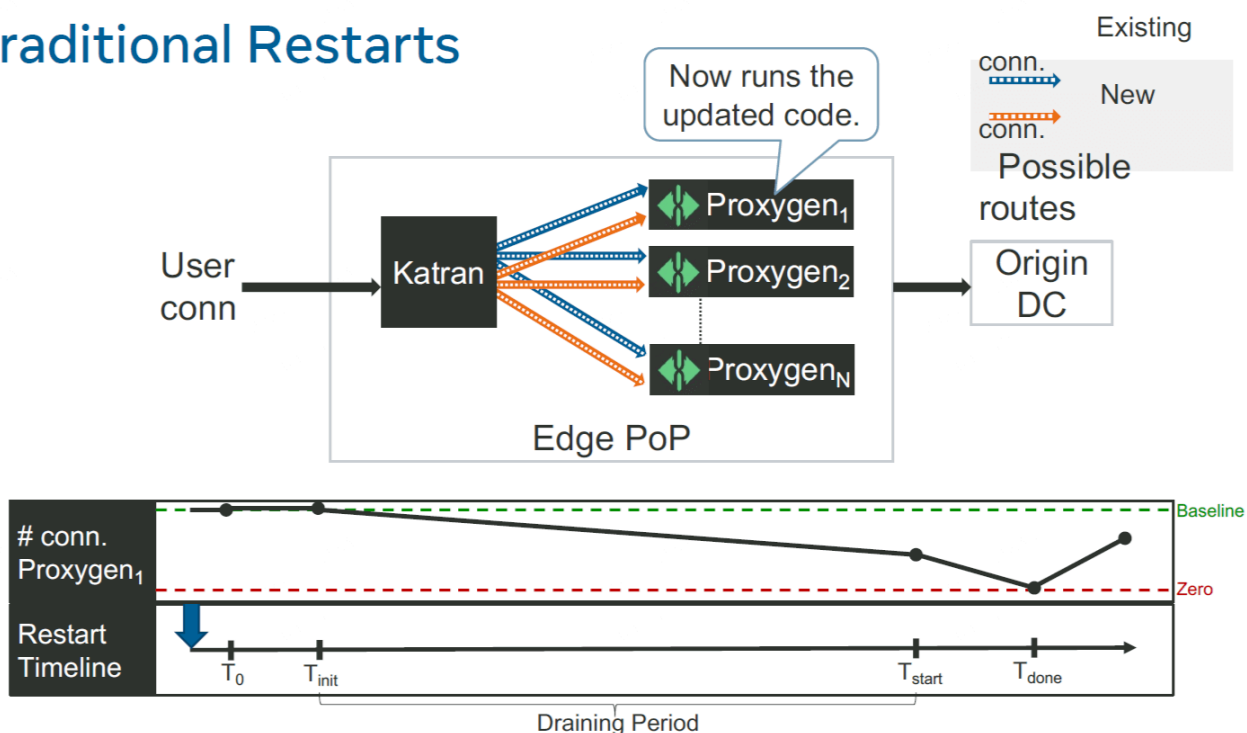 raditional Restarts
Existing
conn.
New
conn.
Possible
routes
Now runs the
updated code.
User
conn
Katran
Proxygen1
Proxygen2
ProxygenN
Edge PoP
Origin
DC
# conn.
Proxygen1
Baseline
Zero
Restart
Timeline
T0
Tinit
Tstart
Tdone
Draining Period